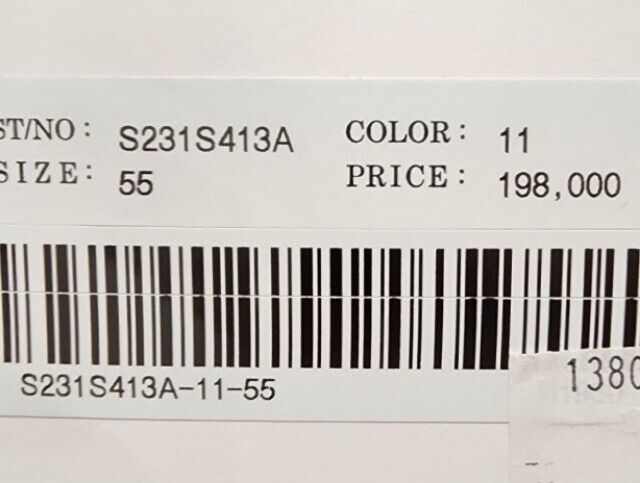 ST/NO: S231S413A COLOR: 11
SIZE: 55 PRICE: 198,000
S231S413A-11-55
1380